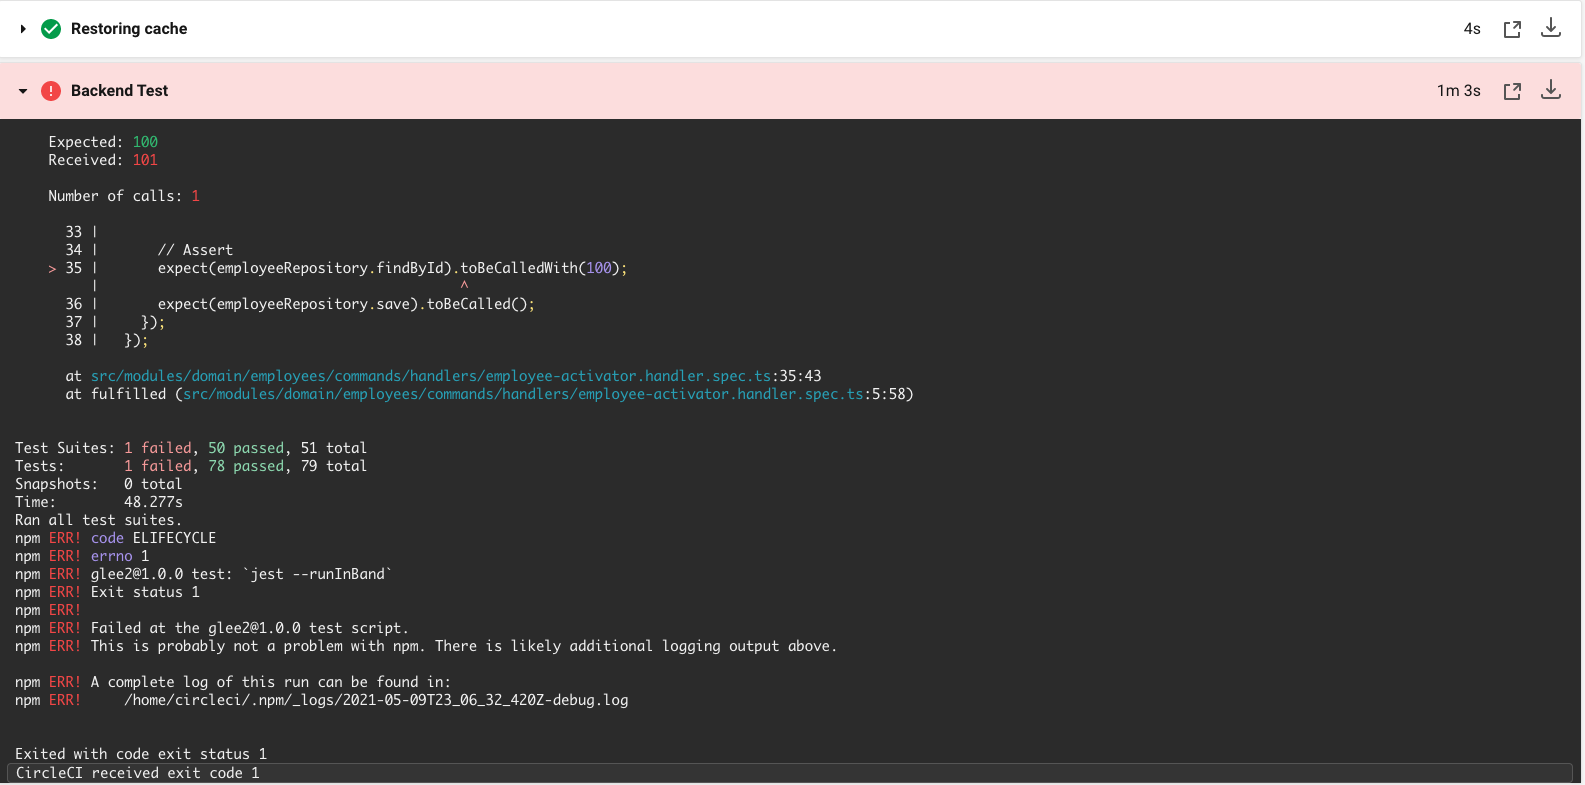 Restoring cache 4s
Backend Test 1m 3s
Expected: 100
Received: 101
Number of calls: 1
33 |
34 |       // Assert
> 35 |       expect(employeeRepository.findById).toBeCalledWith(100);
|                                           ^
36 |       expect(employeeRepository.save).toBeCalled();
37 |     });
38 |   });
at src/modules/domain/employees/commands/handlers/employee-activator.handler.spec.ts:35:43
at fulfilled (src/modules/domain/employees/commands/handlers/employee-activator.handler.spec.ts:5:58)
Test Suites: 1 failed, 50 passed, 51 total
Tests:       1 failed, 78 passed, 79 total
Snapshots:   0 total
Time:        48.277s
Ran all test suites.
npm ERR! code ELIFECYCLE
npm ERR! errno 1
npm ERR! glee2@1.0.0 test: `jest --runInBand`
npm ERR! Exit status 1
npm ERR!
npm ERR! Failed at the glee2@1.0.0 test script.
npm ERR! This is probably not a problem with npm. There is likely additional logging output above.
npm ERR! A complete log of this run can be found in:
npm ERR!     /home/circleci/.npm/_logs/2021-05-09T23_06_32_420Z-debug.log
Exited with code exit status 1
CircleCI received exit code 1